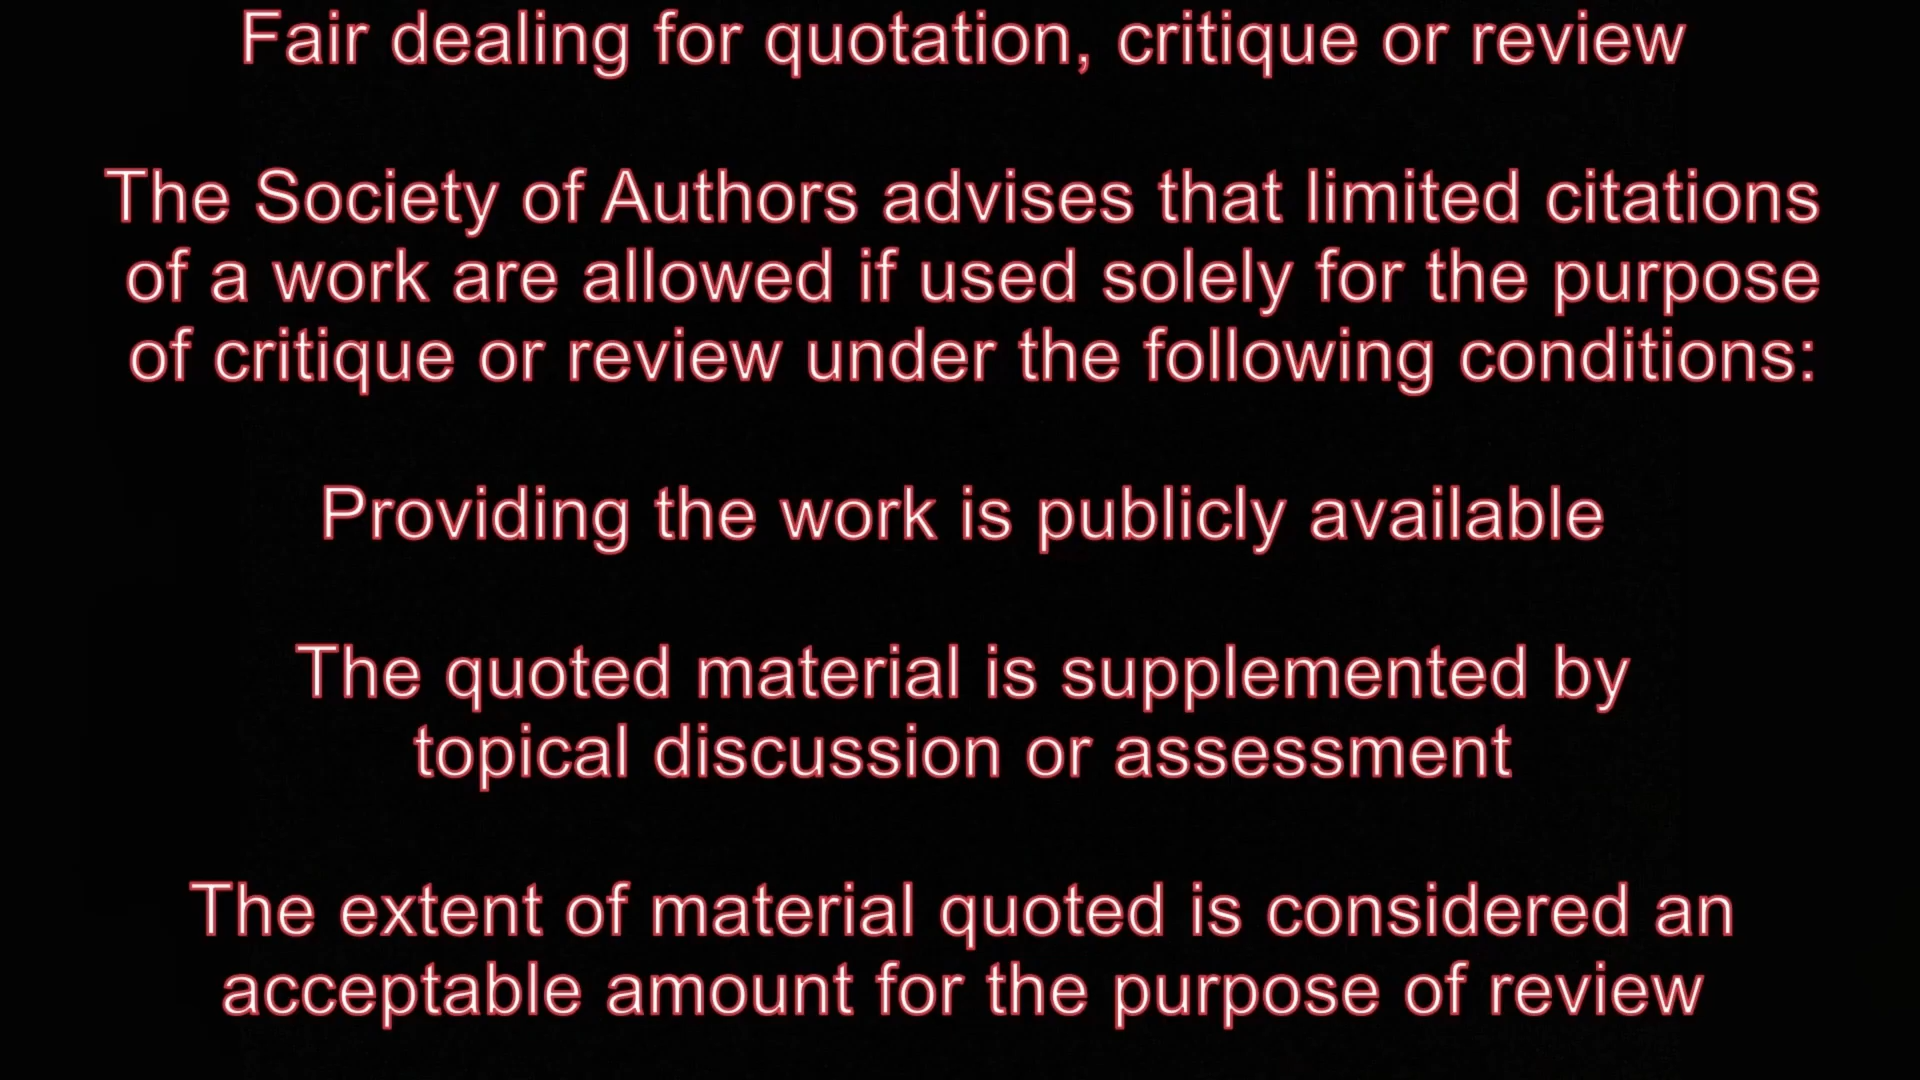 Fair dealing for quotation, critique or review
The Society of Authors advises that limited citations
of a work are allowed if used solely for the purpose
of critique or review under the following conditions:
Providing the work is publicly available
The quoted material is supplemented by
topical discussion or assessment
The extent of material quoted is considered an
acceptable amount for the purpose of review